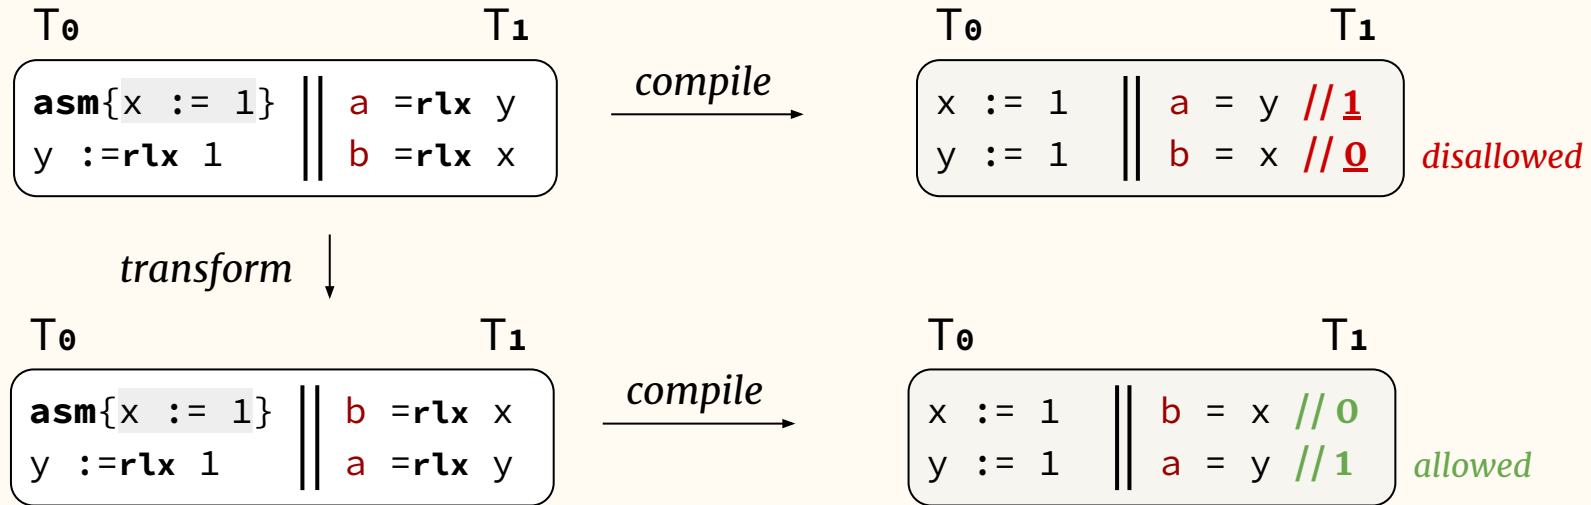 T0 T1 T0 T1
asm{x := 1} || a =rlx y compile x := 1 || a = y // 1
y :=rlx 1 || b =rlx x y := 1 || b = x // 0 disallowed
transform
T0 T1 T0 T1
asm{x := 1} || b =rlx x compile x := 1 || b = x // 0
y :=rlx 1 || a =rlx y y := 1 || a = y // 1 allowed